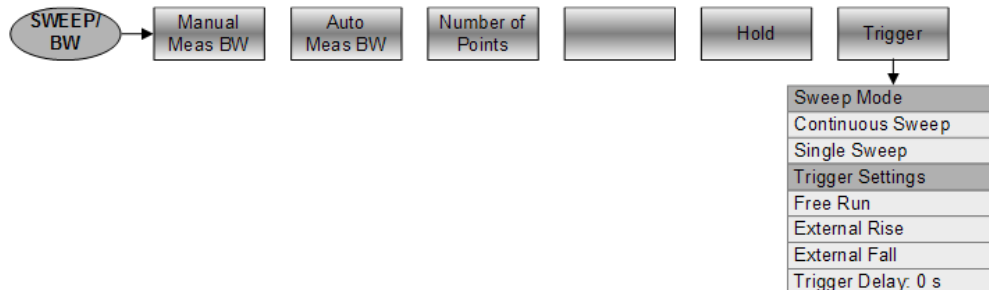 SWEEP/
BW
Manual
Meas BW
Auto
Meas BW
Number of
Points
Hold
Trigger
Sweep Mode
Continuous Sweep
Single Sweep
Trigger Settings
Free Run
External Rise
External Fall
Trigger Delay: 0 s